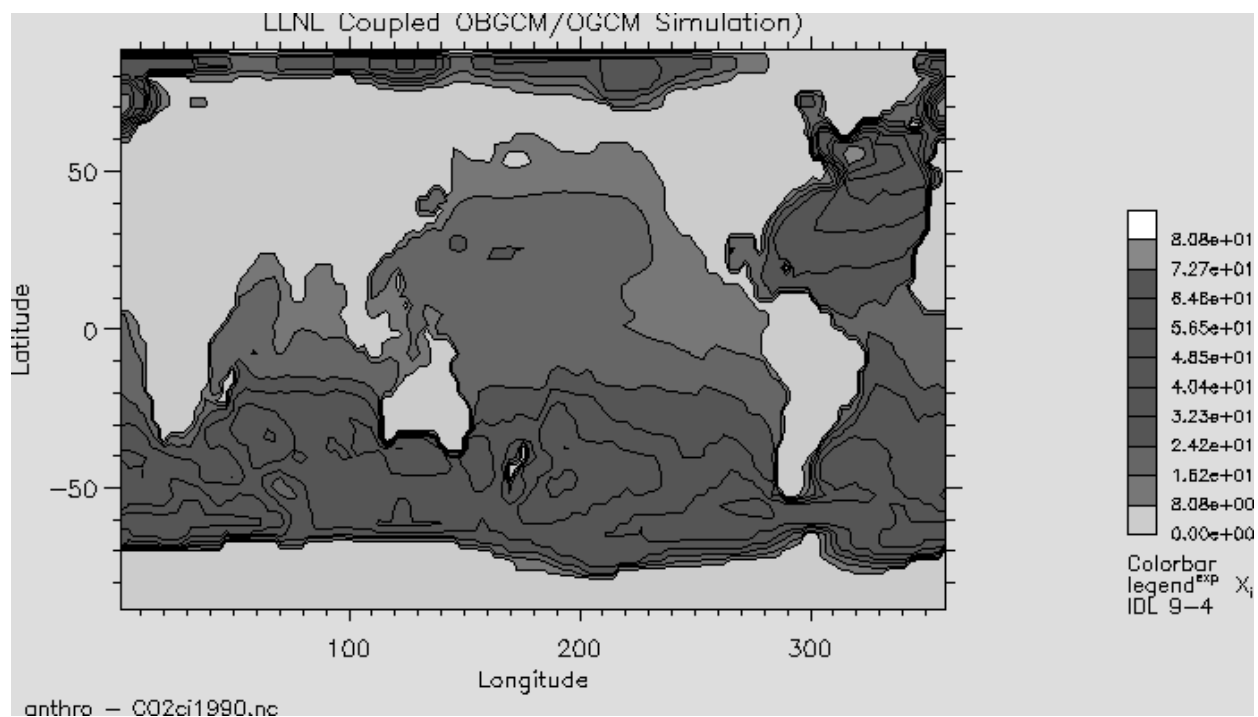 LLNL Coupled OBGCM/OGCM Simulation)
50
0
-50
Latitude
100
200
300
Longitude
8.08e+01
7.27e+01
6.46e+01
5.65e+01
4.85e+01
4.04e+01
3.23e+01
2.42e+01
1.62e+01
8.08e+00
0.00e+00
Colorbar
legend exp X i
IDL 9-4
anthro - CO2ci1990.nc